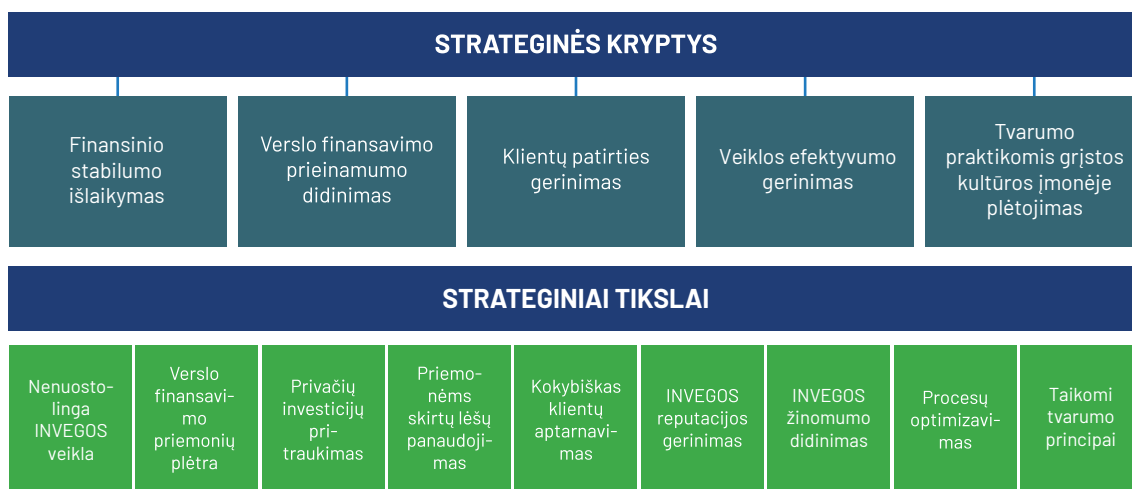 STRATEGINĖS KRYPTYS
Finansinio
stabilumo
išlaikymas
Verslo finansavimo
prieinamumo
didinimas
Klientų patirties
gerinimas
Veiklos efektyvumo
gerinimas
Tvarumo
praktikomis grįstos
kultūros įmonėje
plėtojimas
STRATEGINIAI TIKSLAI
Nenuosto-
linga
INVEGOS
veikla
Verslo
finansavi-
mo
priemonių
plėtra
Privačių
investicijų
pri-
traukimas
Priemo-
nėms
skirtų lėšų
panaudoji-
mas
Kokybiškas
klientų
aptarnavi-
mas
INVEGOS
reputacijos
gerinimas
INVEGOS
žinomumo
didinimas
Procesų
optimizavi-
mas
Taikomi
tvarumo
principai